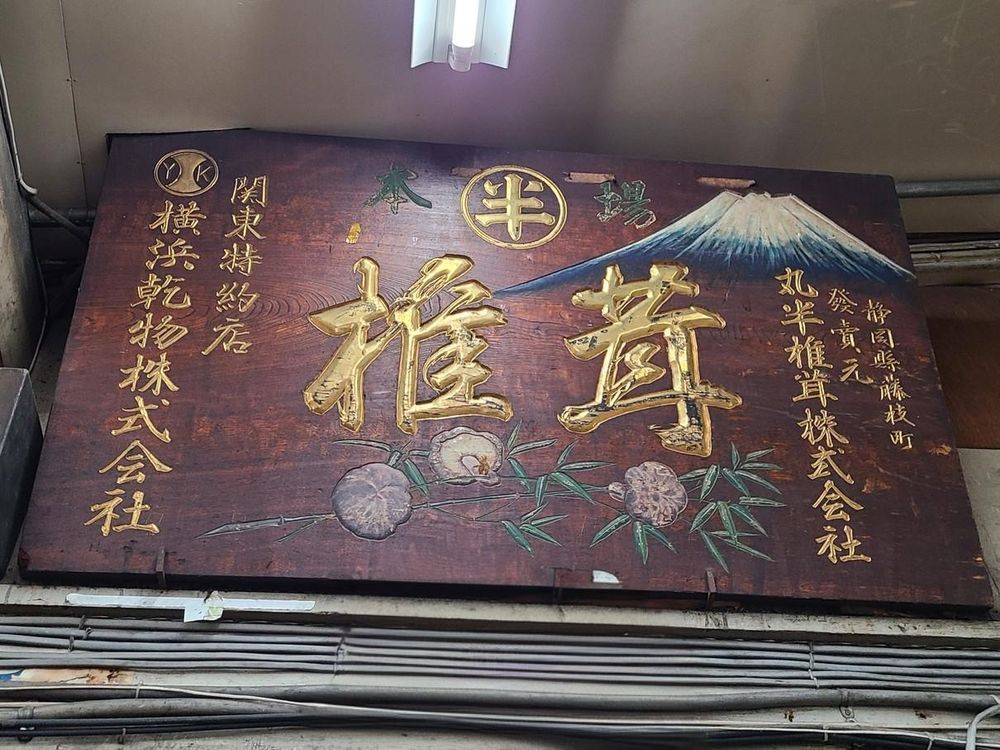 本 半 場
椎茸
静岡縣藤枝町
發賣元
丸半椎茸株式会社
関東特約店
YK
横浜乾物株式会社